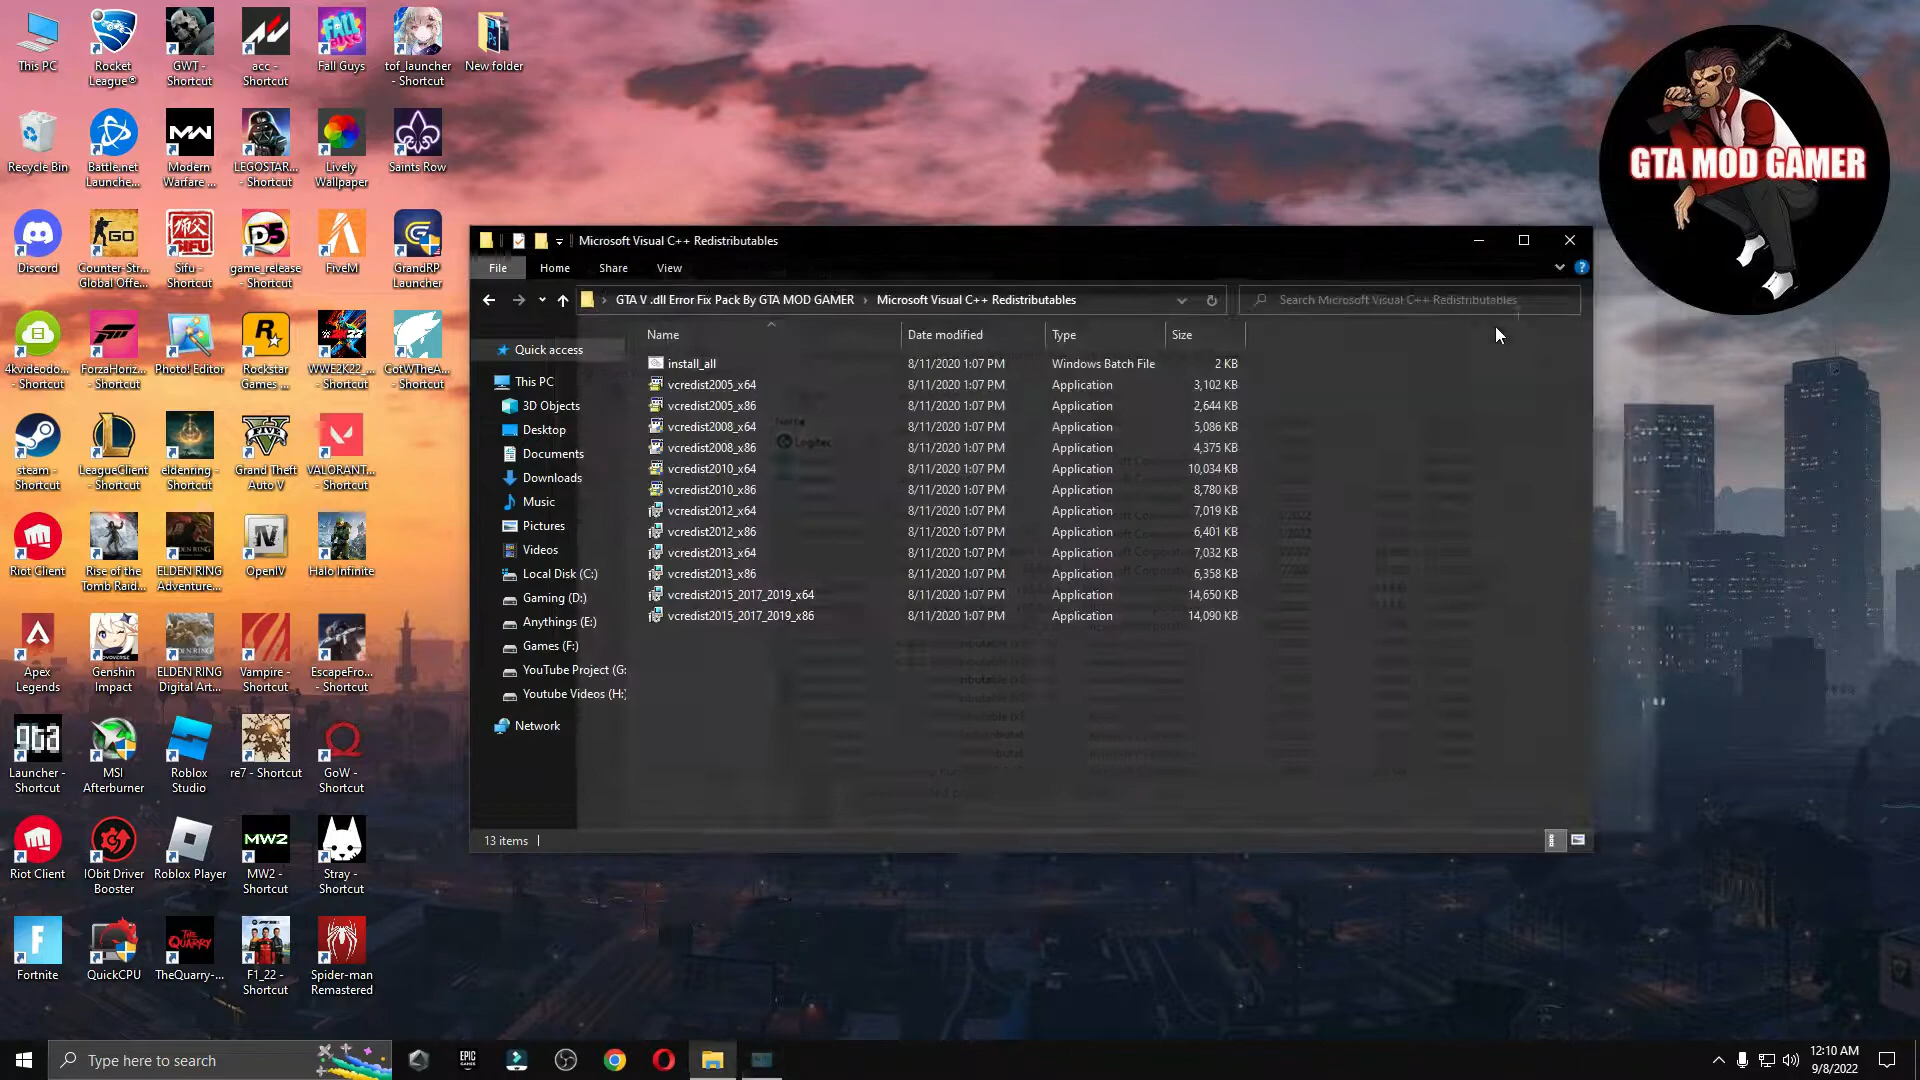 This PC
Rocket
League®
GWT -
Shortcut
acc -
Shortcut
Fall Guys
tof_launcher
- Shortcut
New folder
Recycle Bin
Battle.net
Launche...
Modern
Warfare ...
LEGOSTAR...
- Shortcut
Lively
Wallpaper
Saints Row
Discord
Counter-Str...
Global Offe...
Sifu -
Shortcut
game_release
- Shortcut
FiveM
GrandRP
Launcher
4kvideodo...
- Shortcut
ForzaHoriz...
- Shortcut
Photo! Editor
Rockstar
Games ...
WWE2K22_...
- Shortcut
GotWTheA...
- Shortcut
steam -
Shortcut
LeagueClient
- Shortcut
eldenring -
Shortcut
Grand Theft
Auto V
VALORANT...
- Shortcut
Riot Client
Rise of the
Tomb Raid...
ELDEN RING
Adventure...
OpenIV
Halo Infinite
Apex
Legends
Genshin
Impact
ELDEN RING
Digital Art...
Vampire -
Shortcut
EscapeFro...
- Shortcut
Launcher -
Shortcut
MSI
Afterburner
Roblox
Studio
re7 - Shortcut
GoW -
Shortcut
Riot Client
IObit Driver
Booster
Roblox Player
MW2 -
Shortcut
Stray -
Shortcut
Fortnite
QuickCPU
TheQuarry-...
F1_22 -
Shortcut
Spider-man
Remastered
GTA MOD GAMER
Microsoft Visual C++ Redistributables
File Home Share View
GTA V .dll Error Fix Pack By GTA MOD GAMER › Microsoft Visual C++ Redistributables
Search Microsoft Visual C++ Redistributables
Quick access
This PC
3D Objects
Desktop
Documents
Downloads
Music
Pictures
Videos
Local Disk (C:)
Gaming (D:)
Anythings (E:)
Games (F:)
YouTube Project (G:
Youtube Videos (H:)
Network
Name Date modified Type Size
install_all 8/11/2020 1:07 PM Windows Batch File 2 KB
vcredist2005_x64 8/11/2020 1:07 PM Application 3,102 KB
vcredist2005_x86 8/11/2020 1:07 PM Application 2,644 KB
vcredist2008_x64 8/11/2020 1:07 PM Application 5,086 KB
vcredist2008_x86 8/11/2020 1:07 PM Application 4,375 KB
vcredist2010_x64 8/11/2020 1:07 PM Application 10,034 KB
vcredist2010_x86 8/11/2020 1:07 PM Application 8,780 KB
vcredist2012_x64 8/11/2020 1:07 PM Application 7,019 KB
vcredist2012_x86 8/11/2020 1:07 PM Application 6,401 KB
vcredist2013_x64 8/11/2020 1:07 PM Application 7,032 KB
vcredist2013_x86 8/11/2020 1:07 PM Application 6,358 KB
vcredist2015_2017_2019_x64 8/11/2020 1:07 PM Application 14,650 KB
vcredist2015_2017_2019_x86 8/11/2020 1:07 PM Application 14,090 KB
13 items
Type here to search
12:10 AM
9/8/2022